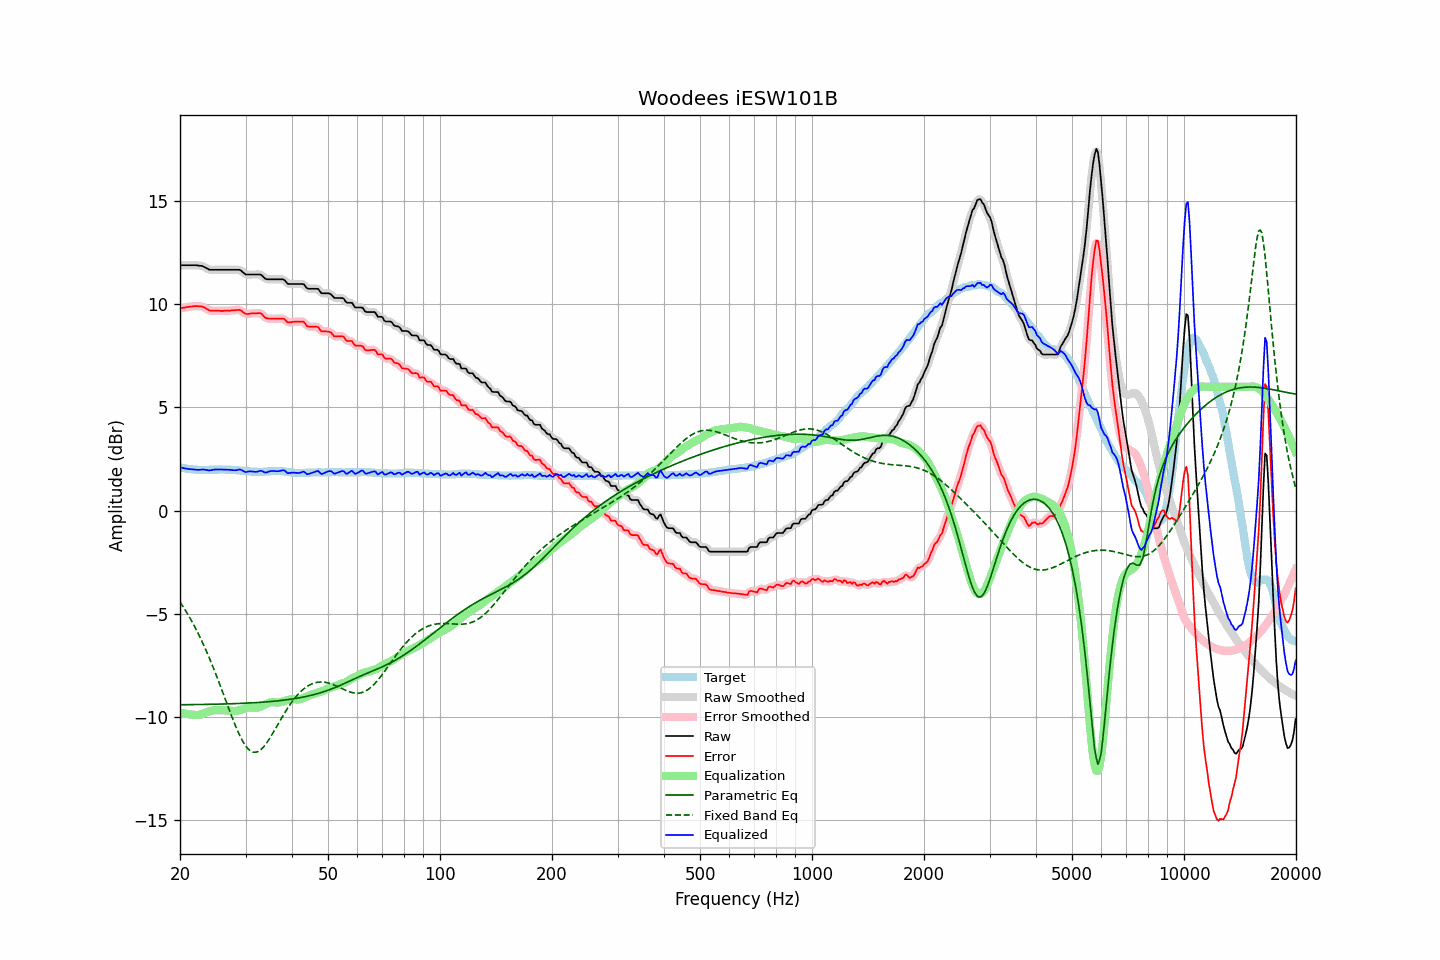 Woodees iESW101B
Amplitude (dBr)
15
10
5
0
−5
−10
−15
20
50
100
200
500
1000
2000
5000
10000
20000
Frequency (Hz)
Target
Raw Smoothed
Error Smoothed
Raw
Error
Equalization
Parametric Eq
Fixed Band Eq
Equalized